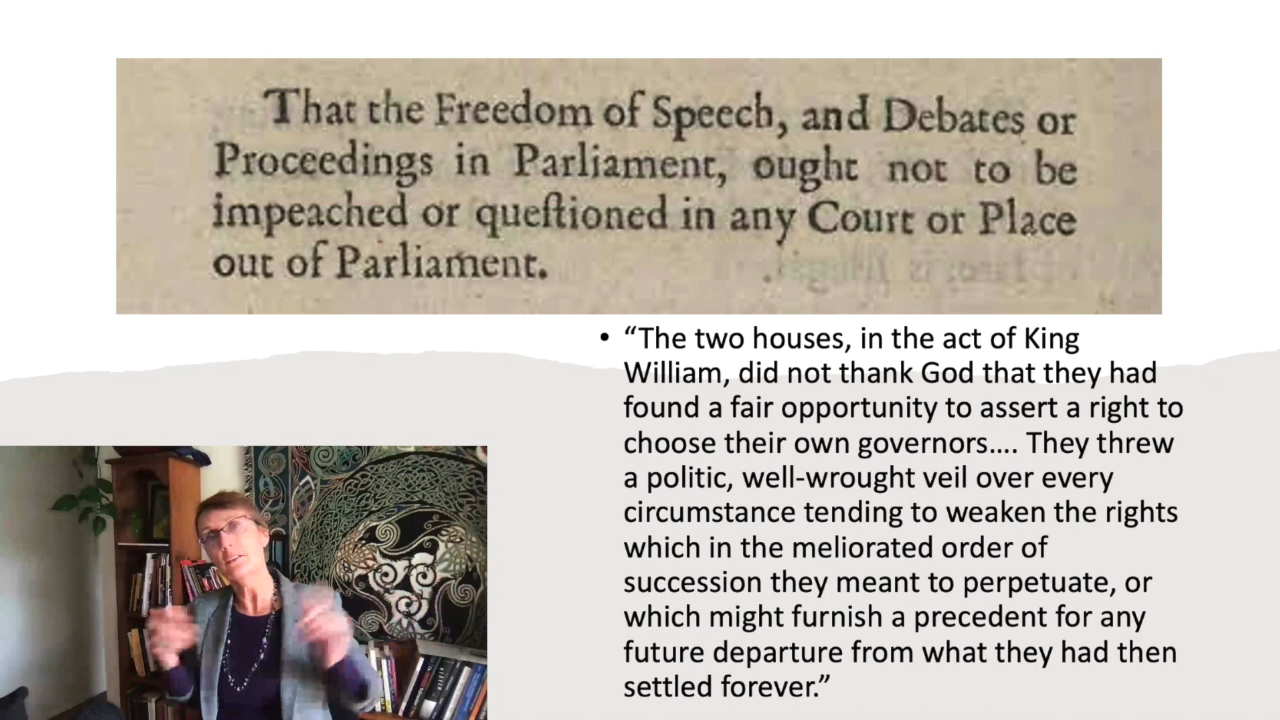 That the Freedom of Speech, and Debates or
Proceedings in Parliament, ought not to be
impeached or queſtioned in any Court or Place
out of Parliament.
• “The two houses, in the act of King
William, did not thank God that they had
found a fair opportunity to assert a right to
choose their own governors.... They threw
a politic, well-wrought veil over every
circumstance tending to weaken the rights
which in the meliorated order of
succession they meant to perpetuate, or
which might furnish a precedent for any
future departure from what they had then
settled forever.”